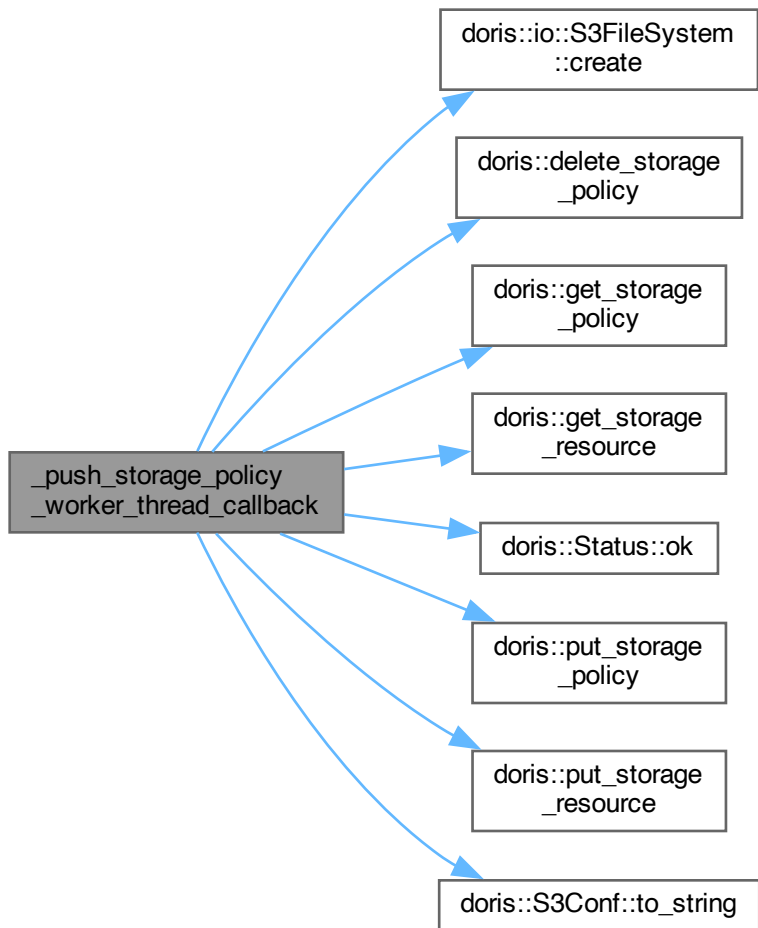 doris::io::S3FileSystem
::create
doris::delete_storage
_policy
doris::get_storage
_policy
doris::get_storage
_resource
_push_storage_policy
_worker_thread_callback
doris::Status::ok
doris::put_storage
_policy
doris::put_storage
_resource
doris::S3Conf::to_string